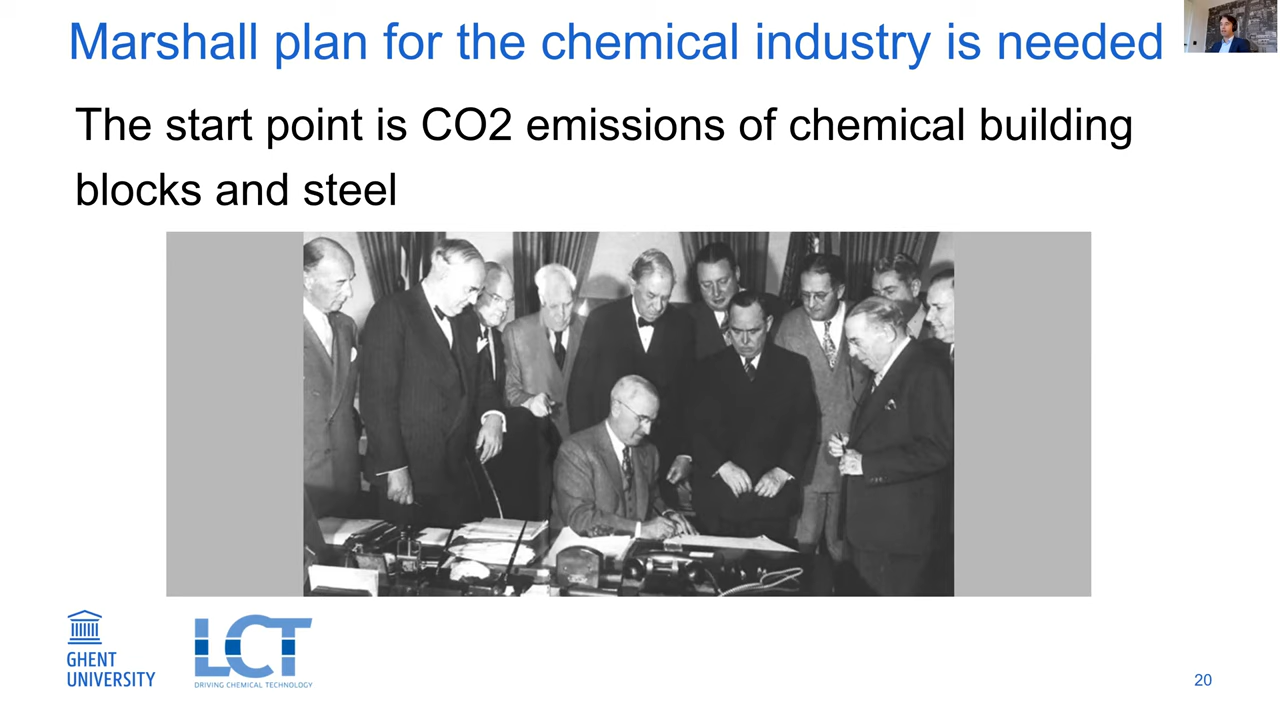 Marshall plan for the chemical industry is needed
The start point is CO2 emissions of chemical building
blocks and steel
GHENT
UNIVERSITY
LCT
DRIVING CHEMICAL TECHNOLOGY
20